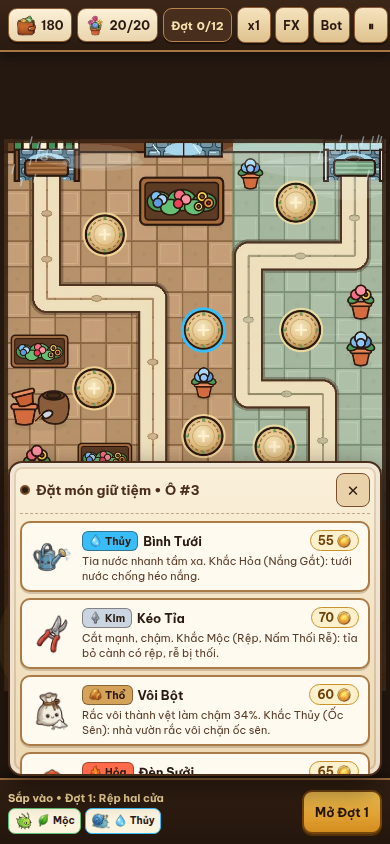 180
20/20
Đợt 0/12
x1
FX
Bot
Đặt món giữ tiệm • Ô #3
×
Thủy Bình Tưới 55
Tia nước nhanh tầm xa. Khắc Hỏa (Nắng Gắt): tưới
nước chống héo nắng.
Kim Kéo Tỉa 70
Cắt mạnh, chậm. Khắc Mộc (Rệp, Nấm Thối Rễ): tỉa
bỏ cành có rệp, rễ bị thối.
Thổ Vôi Bột 60
Rắc vôi thành vệt làm chậm 34%. Khắc Thủy (Ốc
Sên): nhà vườn rắc vôi chặn ốc sên.
Hỏa Đèn Sưởi 65
Sắp vào • Đợt 1: Rệp hai cửa
Mộc
Thủy
Mở Đợt 1